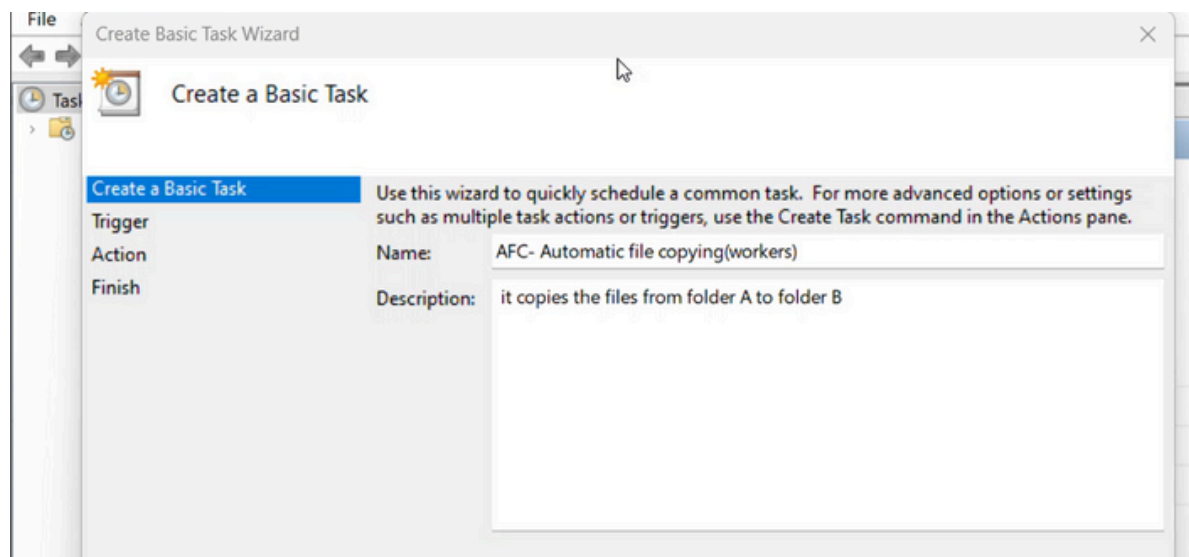 File
Create Basic Task Wizard
Create a Basic Task
Create a Basic Task
Trigger
Action
Finish
Use this wizard to quickly schedule a common task. For more advanced options or settings
such as multiple task actions or triggers, use the Create Task command in the Actions pane.
Name: AFC- Automatic file copying(workers)
Description: it copies the files from folder A to folder B